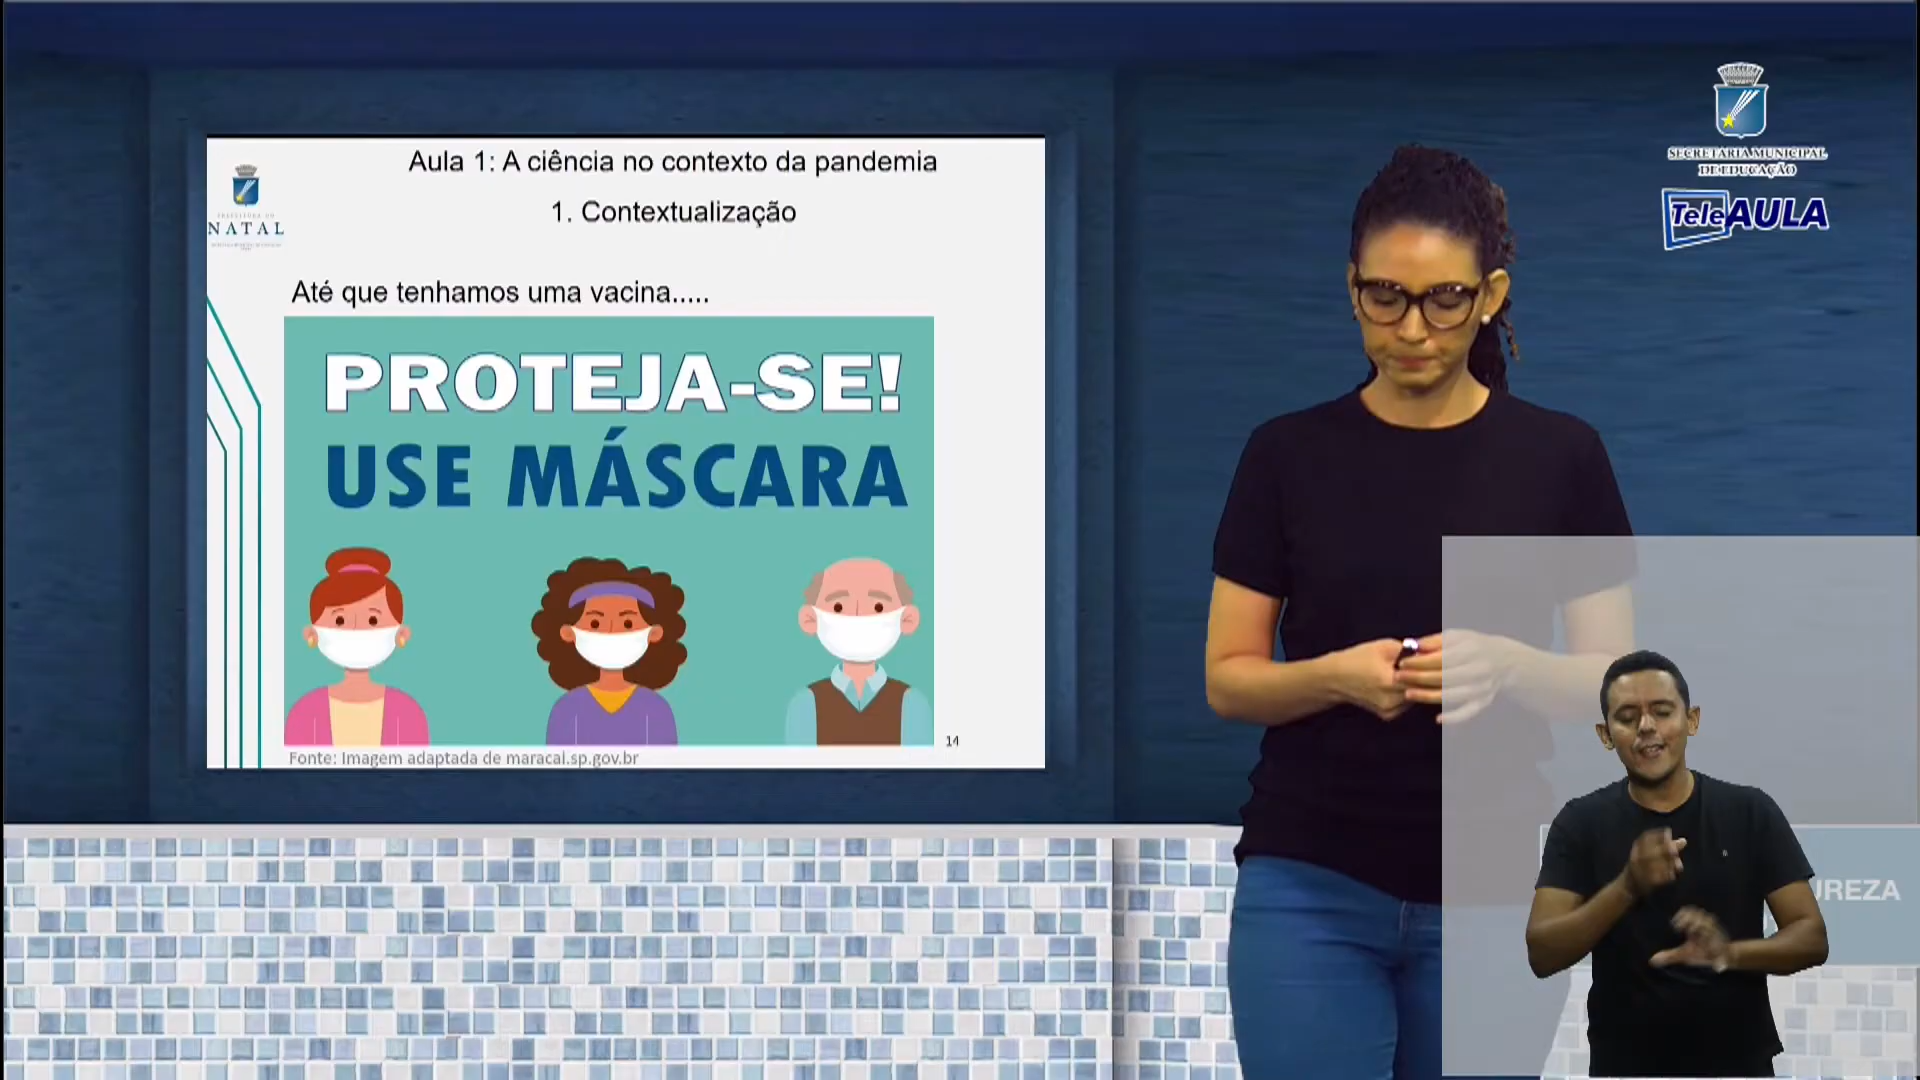 Aula 1: A ciência no contexto da pandemia
1. Contextualização
NATAL
Até que tenhamos uma vacina.....
PROTEJA-SE!
USE MÁSCARA
14
Fonte: Imagem adaptada de maracai.sp.gov.br
SECRETARIA MUNICIPAL
DE EDUCAÇÃO
TeleAULA
UREZA